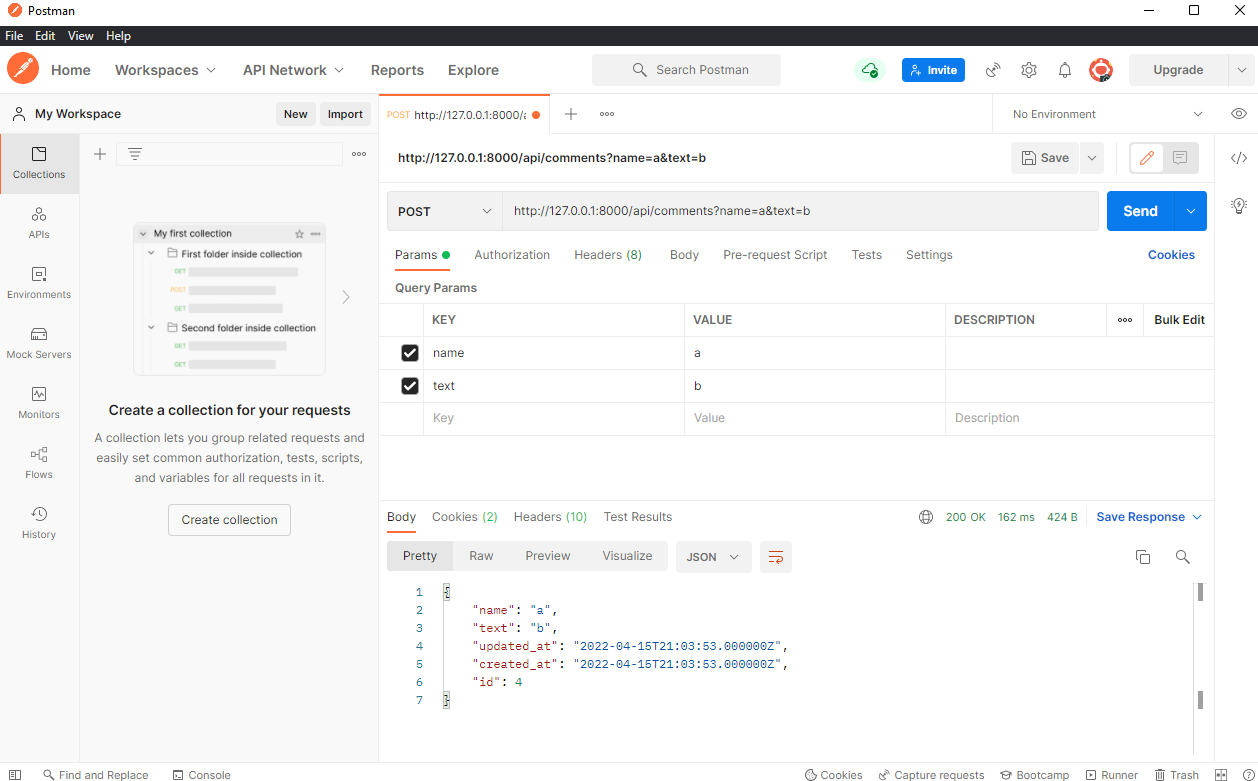 Postman
File Edit View Help
Home Workspaces API Network Reports Explore Search Postman Invite Upgrade
My Workspace New Import POST http://127.0.0.1:8000/a No Environment
Collections
APIs
Environments
Mock Servers
Monitors
Flows
History
My first collection
First folder inside collection
GET
POST
GET
Second folder inside collection
GET
GET
Create a collection for your requests
A collection lets you group related requests and
easily set common authorization, tests, scripts,
and variables for all requests in it.
Create collection
http://127.0.0.1:8000/api/comments?name=a&text=b Save
POST http://127.0.0.1:8000/api/comments?name=a&text=b Send
Params Authorization Headers (8) Body Pre-request Script Tests Settings Cookies
Query Params
KEY VALUE DESCRIPTION Bulk Edit
name a
text b
Key Value Description
Body Cookies (2) Headers (10) Test Results 200 OK 162 ms 424 B Save Response
Pretty Raw Preview Visualize JSON
1 {
2 "name": "a",
3 "text": "b",
4 "updated_at": "2022-04-15T21:03:53.000000Z",
5 "created_at": "2022-04-15T21:03:53.000000Z",
6 "id": 4
7 }
Find and Replace Console Cookies Capture requests Bootcamp Runner Trash